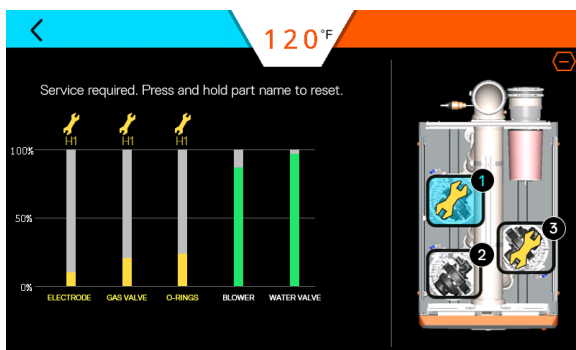 120°F
Service required. Press and hold part name to reset.
H1 H1 H1
100%
50%
0%
ELECTRODE GAS VALVE O-RINGS BLOWER WATER VALVE
1
3
2